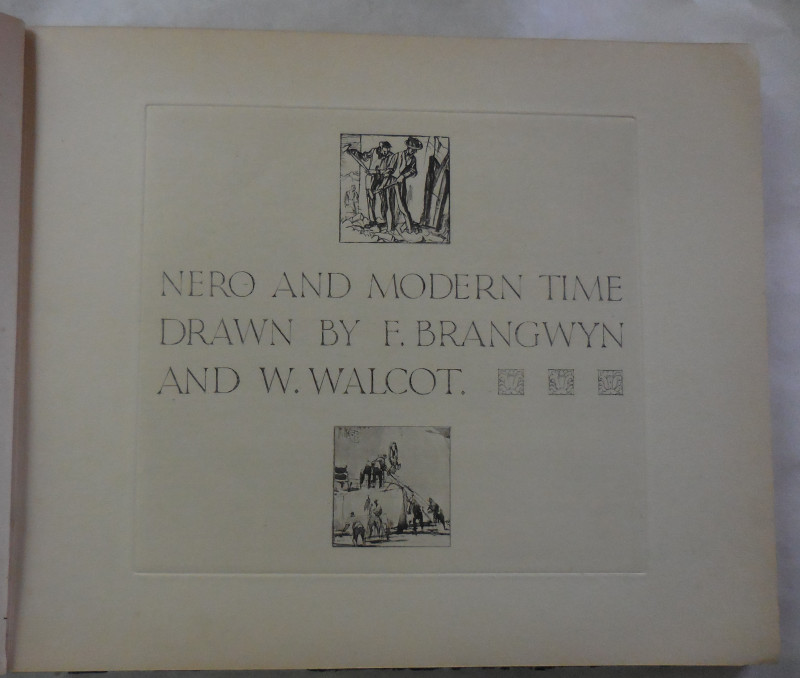 NERO AND MODERN TIME
DRAWN BY F. BRANGWYN
AND W. WALCOT.